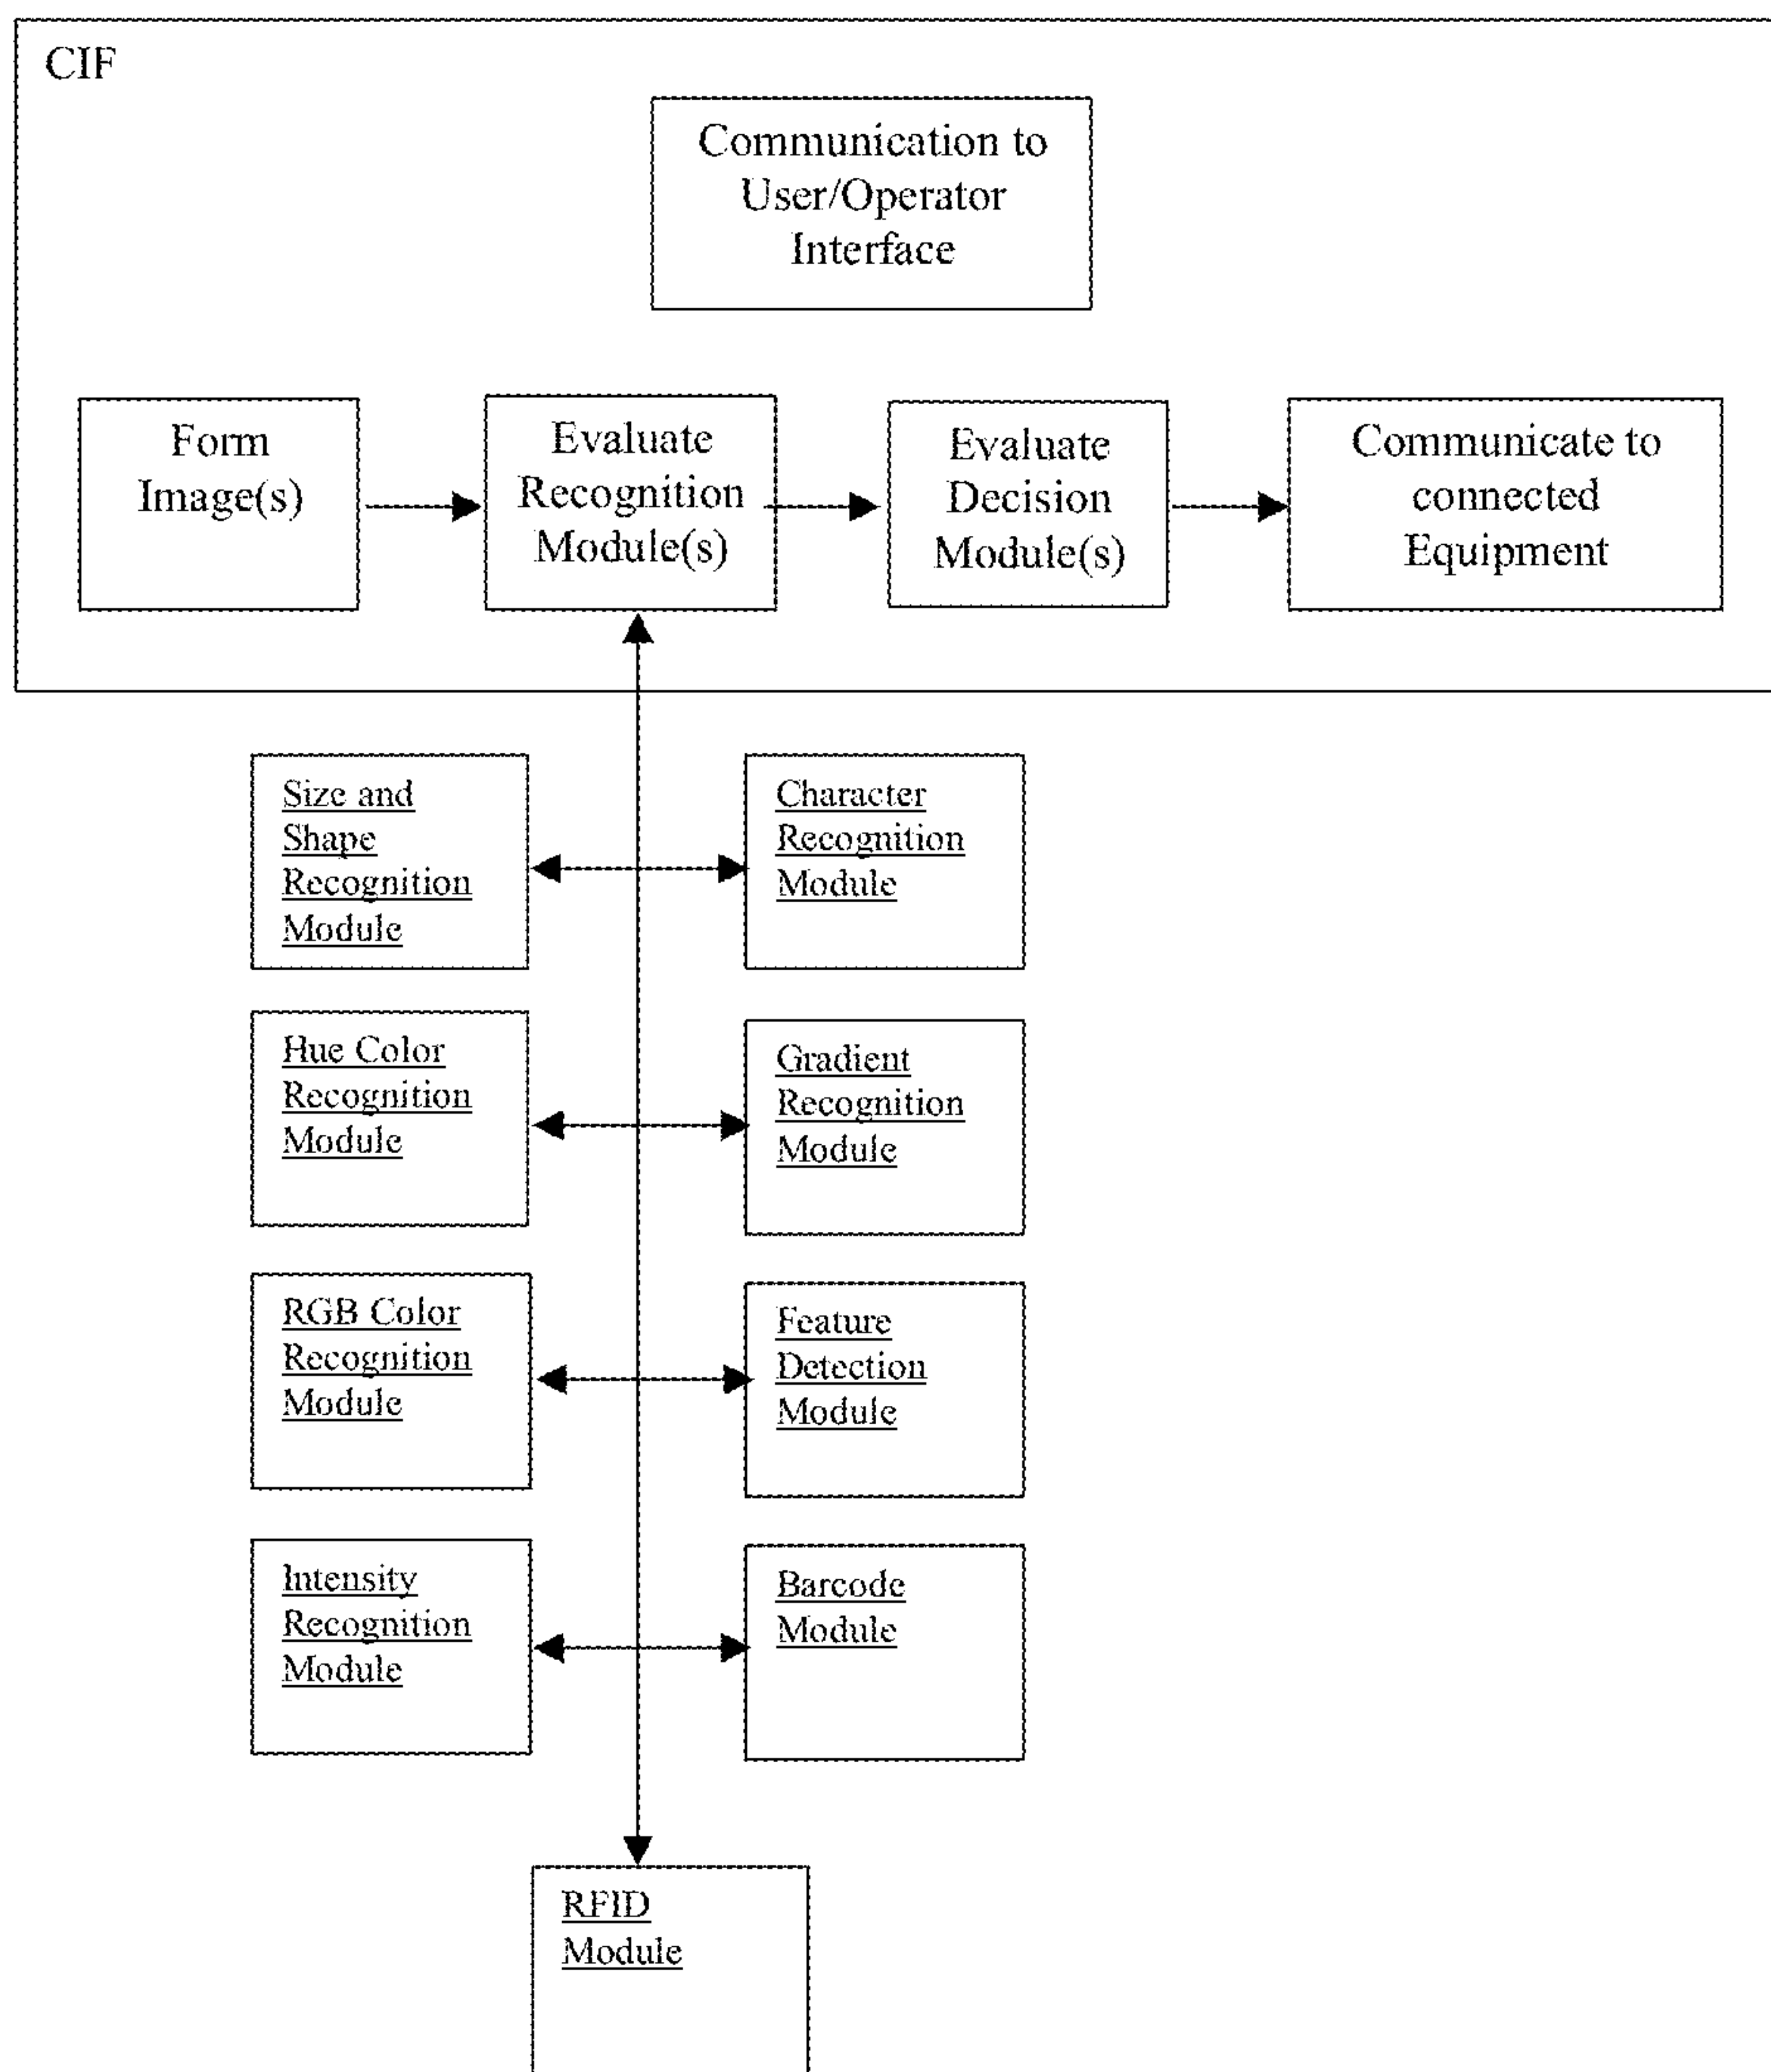 CIF
Communication to
User/Operator
Interface
Form
Image(s)
Evaluate
Recognition
Module(s)
Evaluate
Decision
Module(s)
Communicate to
connected
Equipment
Size and
Shape
Recognition
Module
Character
Recognition
Module
Hue Color
Recognition
Module
Gradient
Recognition
Module
RGB Color
Recognition
Module
Feature
Detection
Module
Intensity
Recognition
Module
Barcode
Module
RFID
Module